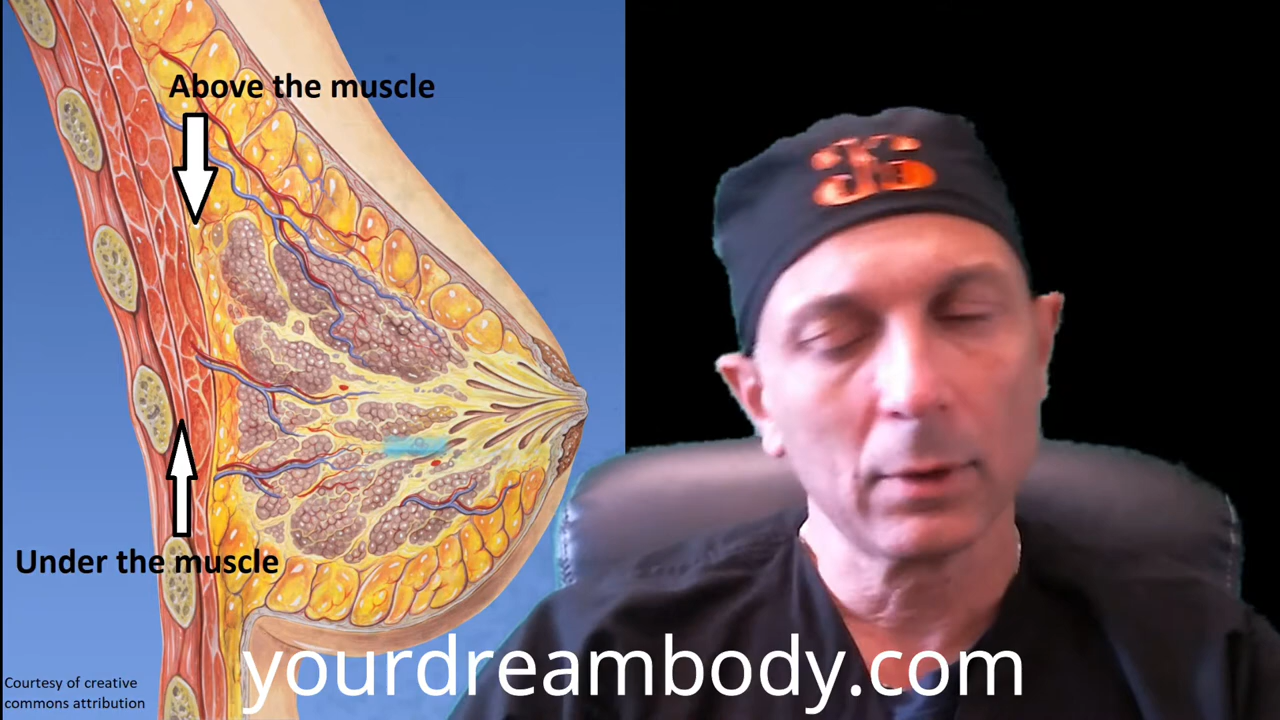 Above the muscle
Under the muscle
Courtesy of creative
commons attribution
yourdreambody.com